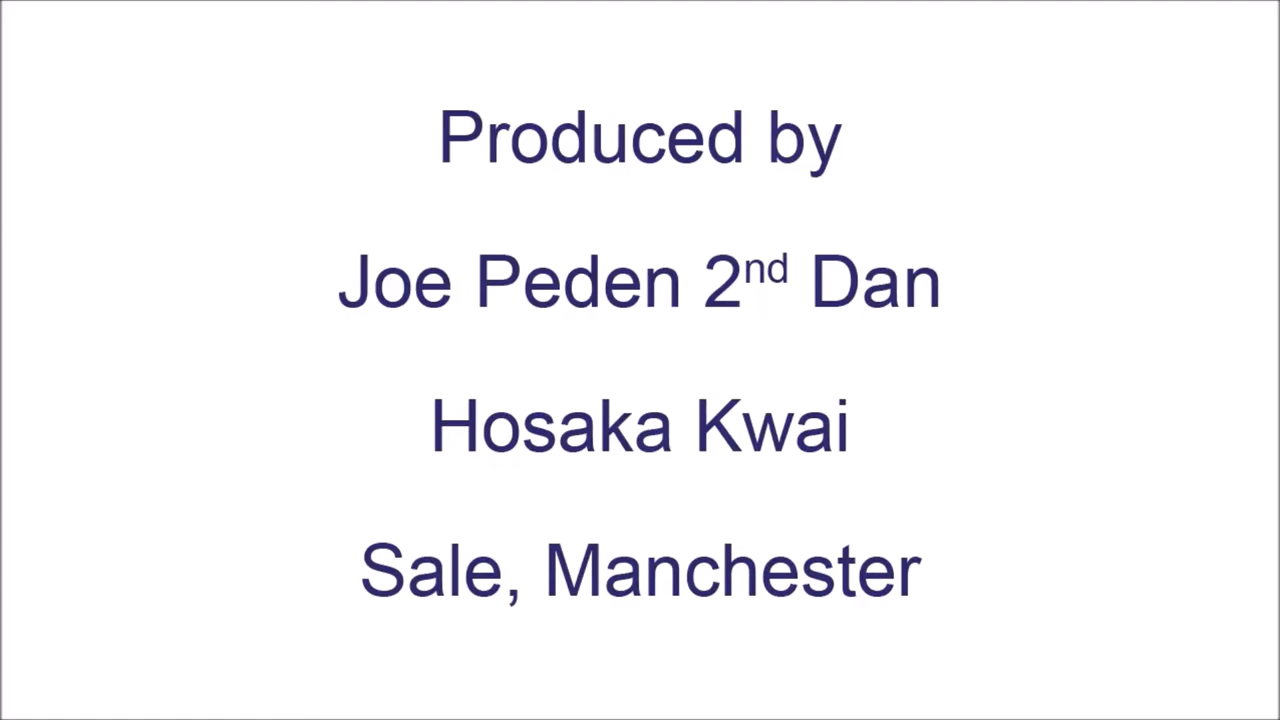 Produced by
Joe Peden 2nd Dan
Hosaka Kwai
Sale, Manchester